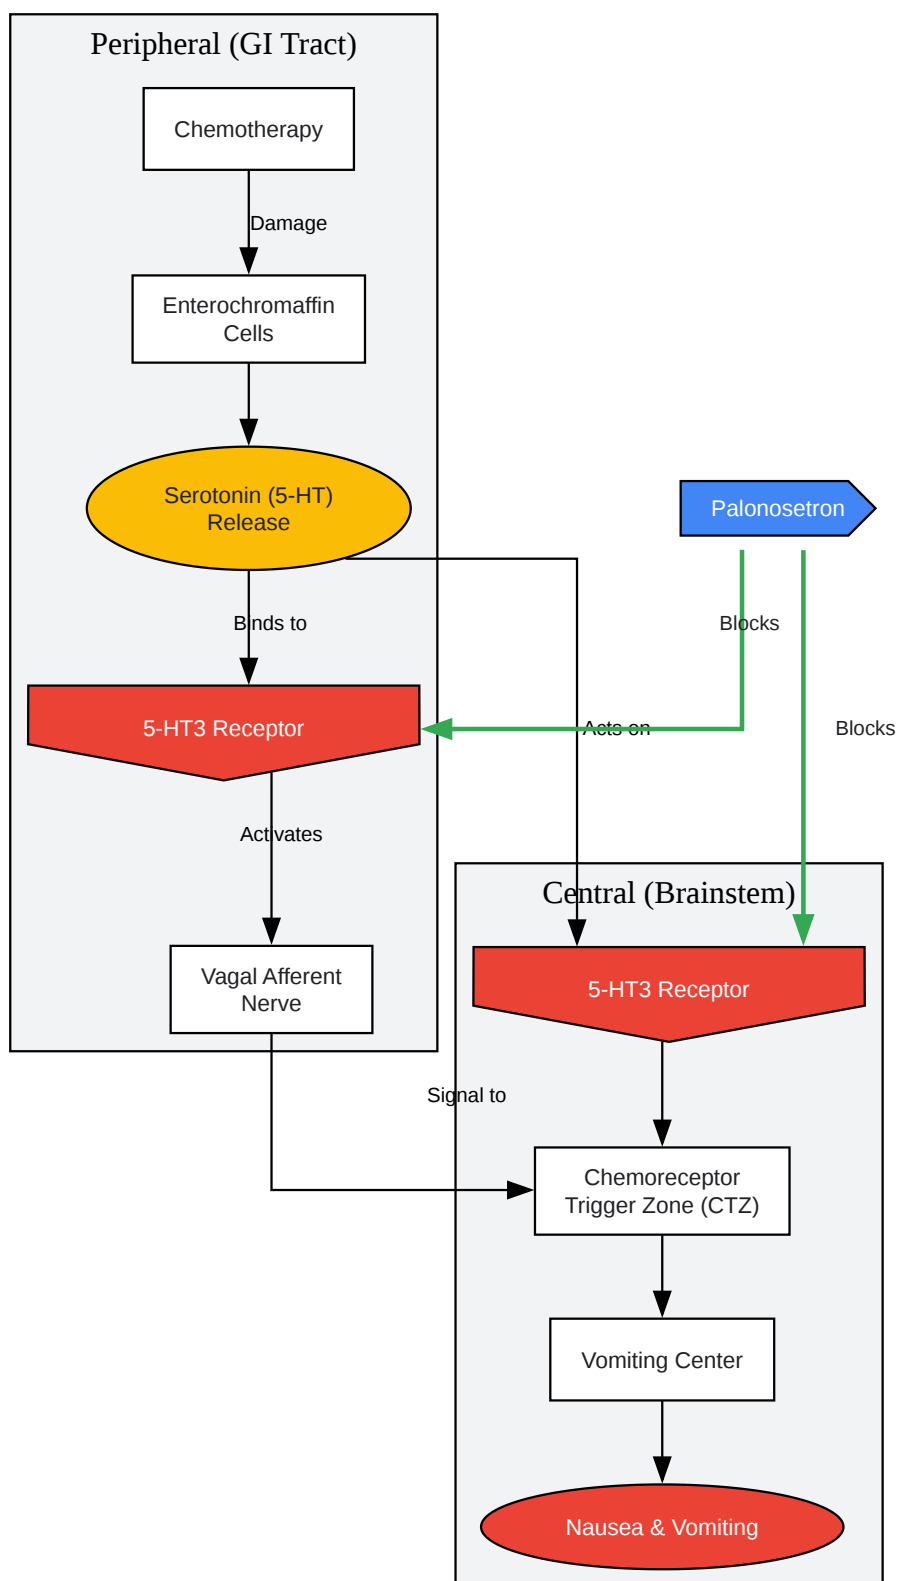 Peripheral (GI Tract)
Chemotherapy
Damage
Enterochromaffin
Cells
Serotonin (5-HT)
Release
Palonosetron
Binds to
Blocks
5-HT3 Receptor
Acts on
Blocks
Activates
Central (Brainstem)
Vagal Afferent
Nerve
5-HT3 Receptor
Signal to
Chemoreceptor
Trigger Zone (CTZ)
Vomiting Center
Nausea & Vomiting